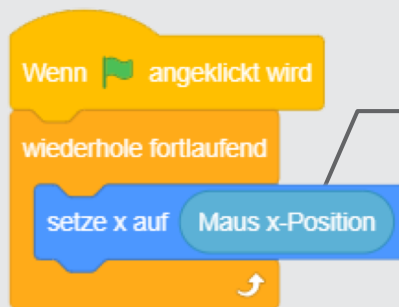 Wenn angeklickt wird
wiederhole fortlaufend
setze x auf Maus x-Position